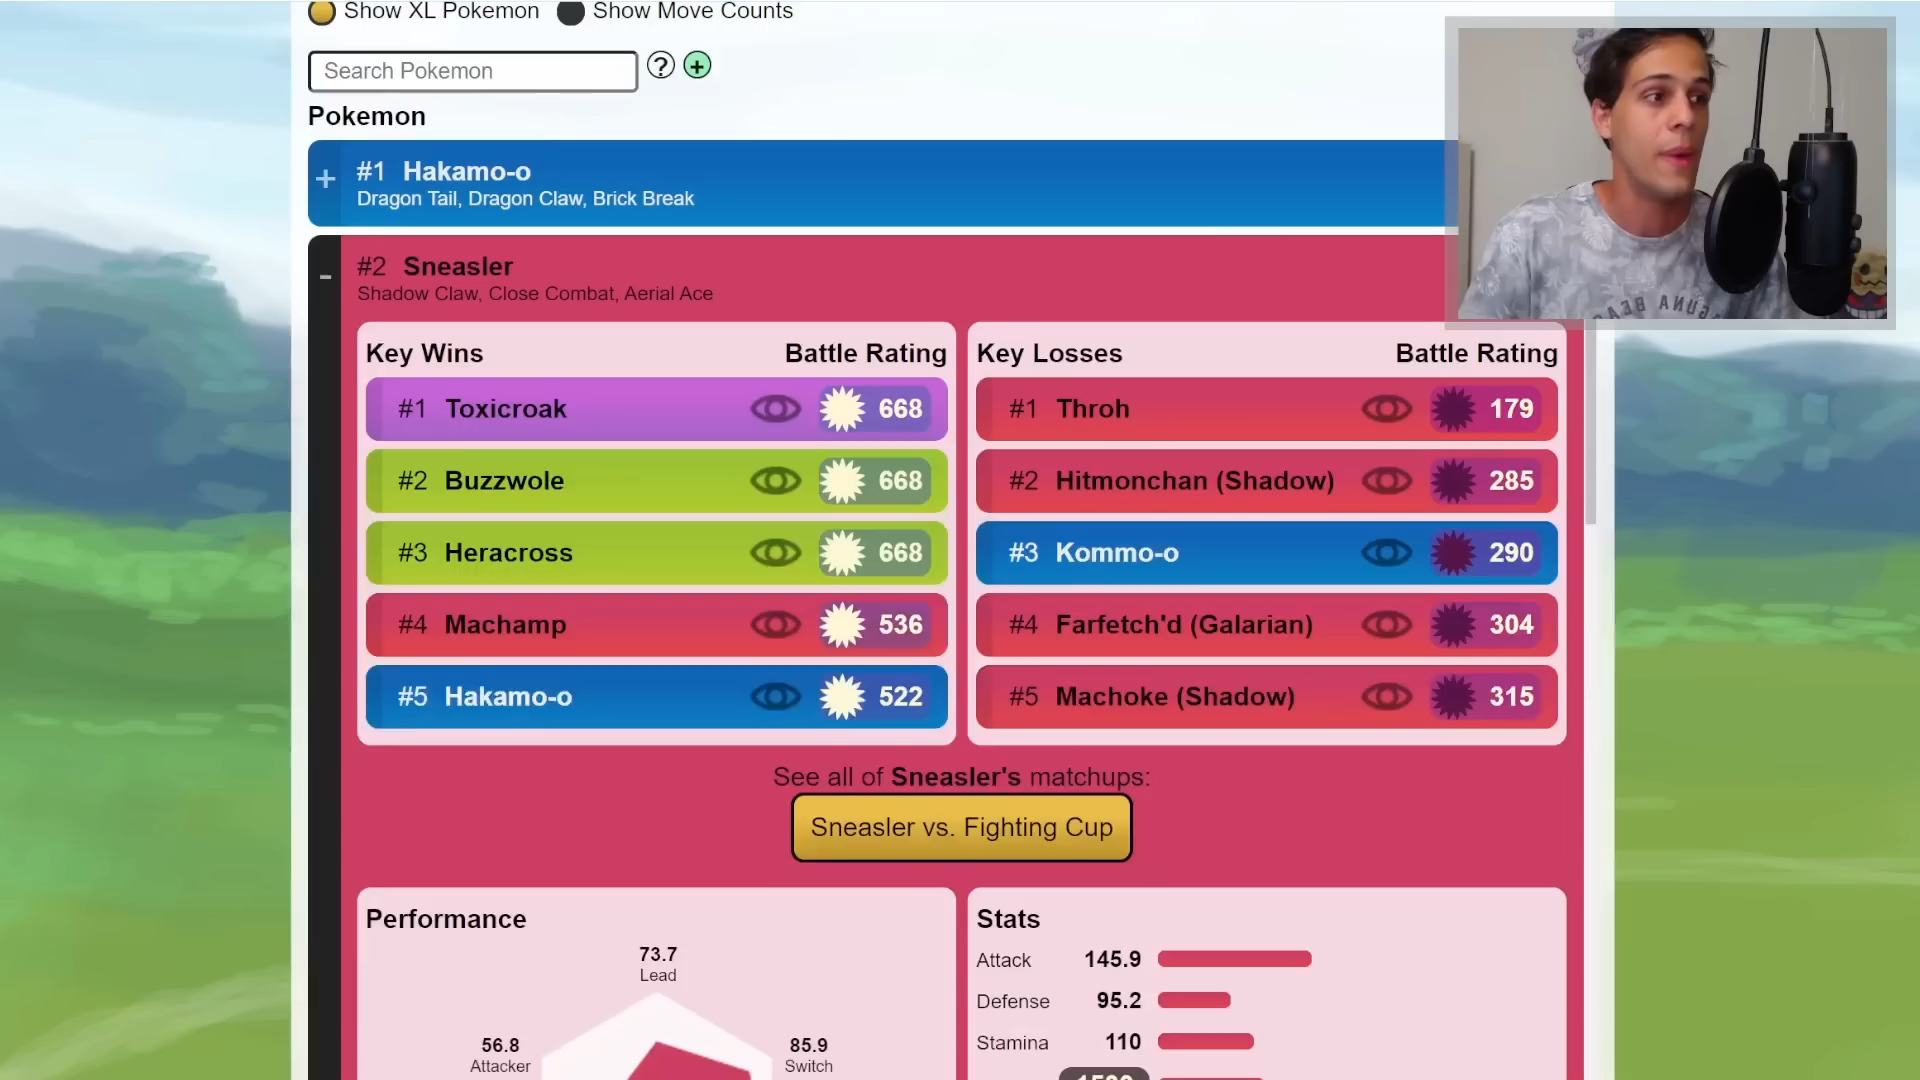 Show XL Pokemon Show Move Counts
Search Pokemon ? +
Pokemon
+ #1 Hakamo-o
Dragon Tail, Dragon Claw, Brick Break
- #2 Sneasler
Shadow Claw, Close Combat, Aerial Ace
Key Wins Battle Rating
#1 Toxicroak 668
#2 Buzzwole 668
#3 Heracross 668
#4 Machamp 536
#5 Hakamo-o 522
Key Losses Battle Rating
#1 Throh 179
#2 Hitmonchan (Shadow) 285
#3 Kommo-o 290
#4 Farfetch'd (Galarian) 304
#5 Machoke (Shadow) 315
See all of Sneasler's matchups:
Sneasler vs. Fighting Cup
Performance
73.7
Lead
56.8
Attacker
85.9
Switch
Stats
Attack 145.9
Defense 95.2
Stamina 110